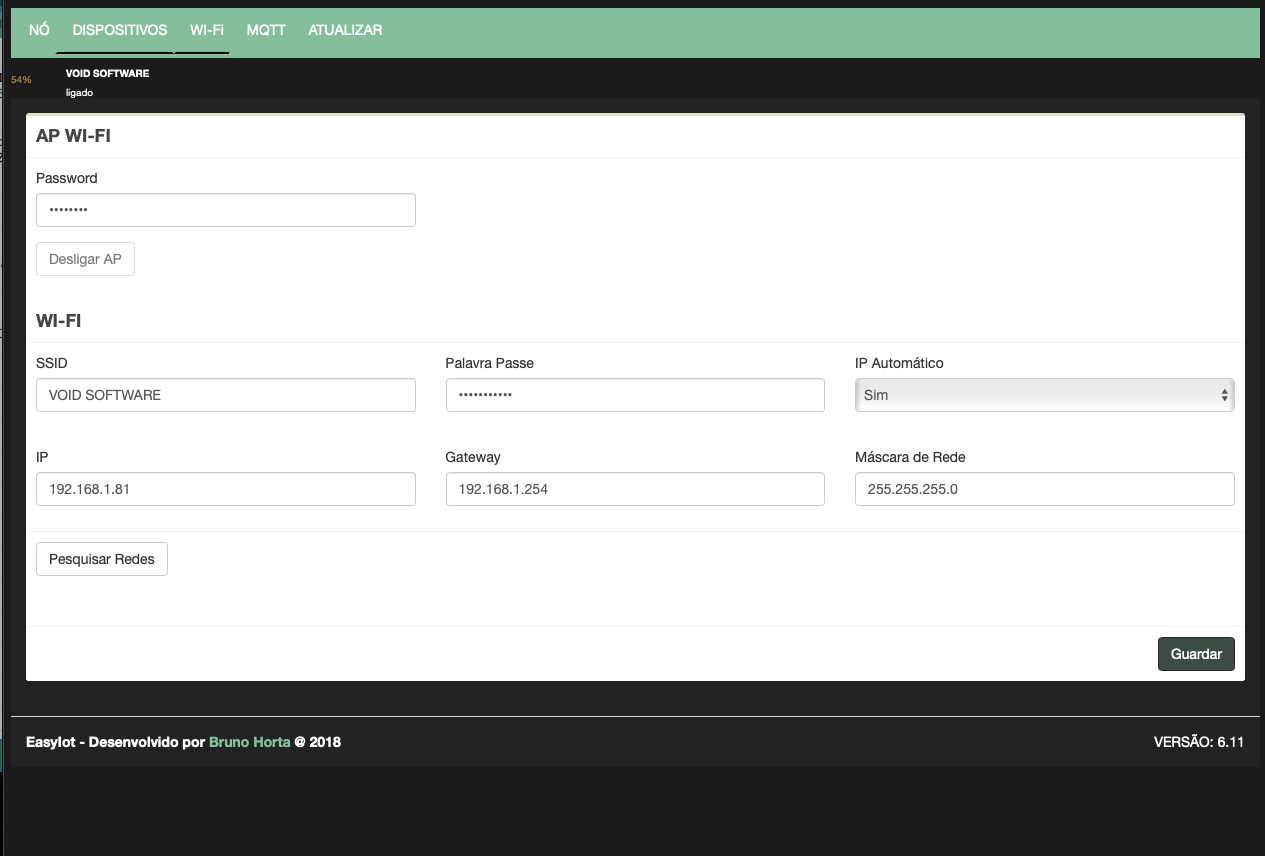 NÓ DISPOSITIVOS WI-FI MQTT ATUALIZAR
54% VOID SOFTWARE
ligado
AP WI-FI
Password
••••••••
Desligar AP
WI-FI
SSID Palavra Passe IP Automático
VOID SOFTWARE ••••••••••• Sim
IP Gateway Máscara de Rede
192.168.1.81 192.168.1.254 255.255.255.0
Pesquisar Redes
Guardar
EasyIot - Desenvolvido por Bruno Horta @ 2018 VERSÃO: 6.11